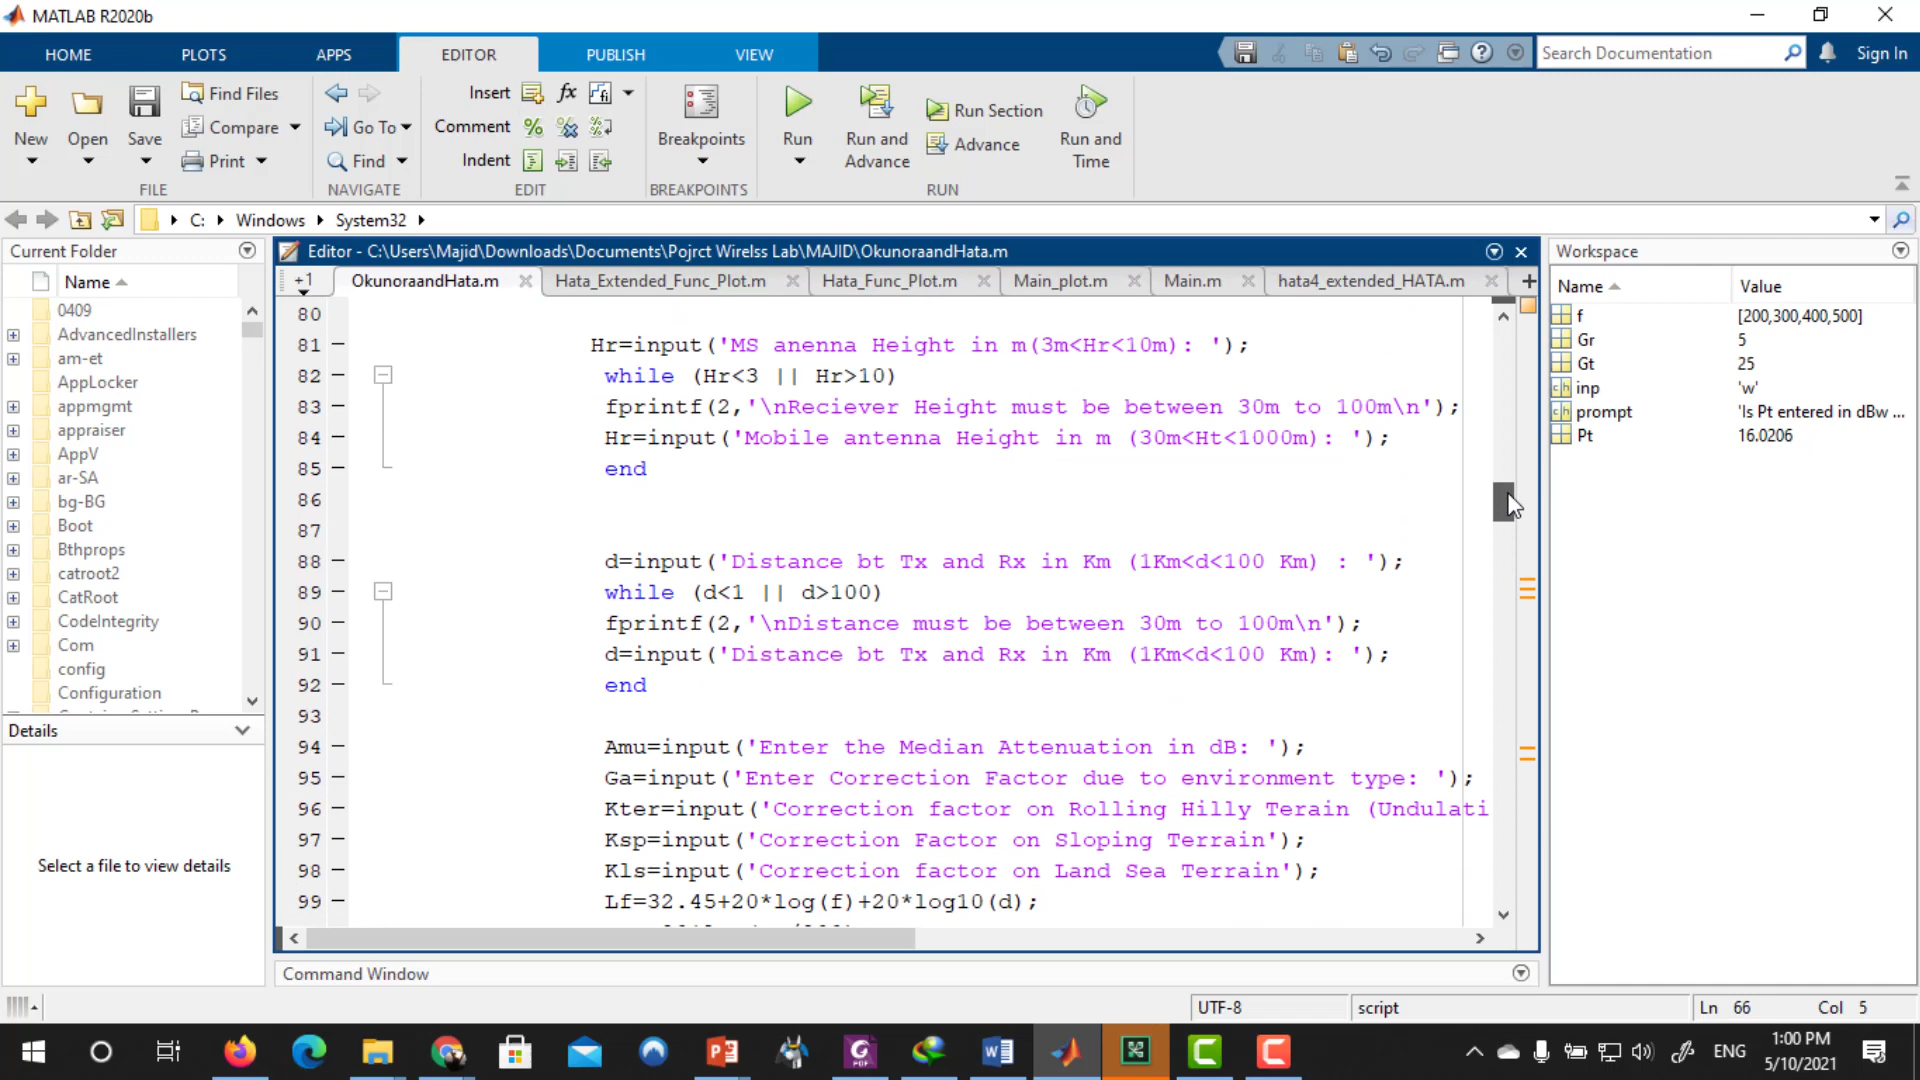 MATLAB R2020b
HOME PLOTS APPS EDITOR PUBLISH VIEW Search Documentation Sign In
Find Files Insert fx
New Open Save Compare Go To Comment Breakpoints Run Run and Advance Run Section Advance Run and Time
Print Find Indent
FILE NAVIGATE EDIT BREAKPOINTS RUN
C: Windows System32
Current Folder
Name
0409
AdvancedInstallers
am-et
AppLocker
appmgmt
appraiser
AppV
ar-SA
bg-BG
Boot
Bthprops
catroot2
CatRoot
CodeIntegrity
Com
config
Configuration
Details
Select a file to view details
Editor - C:\Users\Majid\Downloads\Documents\Pojrct Wirelss Lab\MAJID\OkunoraandHata.m
+1 OkunoraandHata.m Hata_Extended_Func_Plot.m Hata_Func_Plot.m Main_plot.m Main.m hata4_extended_HATA.m
80
81 Hr=input('MS anenna Height in m(3m<Hr<10m): ');
82 while (Hr<3 || Hr>10)
83 fprintf(2,'\nReciever Height must be between 30m to 100m\n');
84 Hr=input('Mobile antenna Height in m (30m<Ht<1000m): ');
85 end
86
87
88 d=input('Distance bt Tx and Rx in Km (1Km<d<100 Km) : ');
89 while (d<1 || d>100)
90 fprintf(2,'\nDistance must be between 30m to 100m\n');
91 d=input('Distance bt Tx and Rx in Km (1Km<d<100 Km): ');
92 end
93
94 Amu=input('Enter the Median Attenuation in dB: ');
95 Ga=input('Enter Correction Factor due to environment type: ');
96 Kter=input('Correction factor on Rolling Hilly Terain (Undulati
97 Ksp=input('Correction Factor on Sloping Terrain');
98 Kls=input('Correction factor on Land Sea Terrain');
99 Lf=32.45+20*log(f)+20*log10(d);
Command Window
Workspace
Name Value
f [200,300,400,500]
Gr 5
Gt 25
inp 'w'
prompt 'Is Pt entered in dBw ...
Pt 16.0206
UTF-8 script Ln 66 Col 5
ENG 1:00 PM
5/10/2021